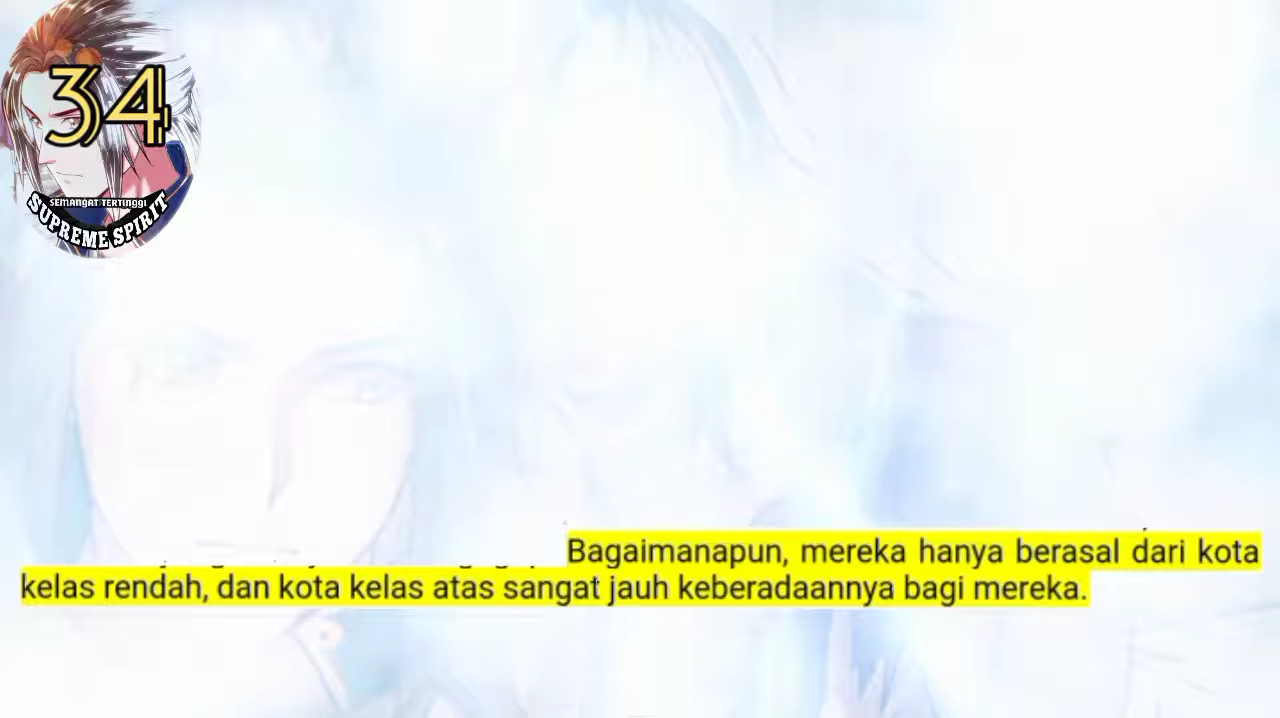 34
SEMANGAT TERTINGGI
SUPREME SPIRIT
Bagaimanapun, mereka hanya berasal dari kota
kelas rendah, dan kota kelas atas sangat jauh keberadaannya bagi mereka.